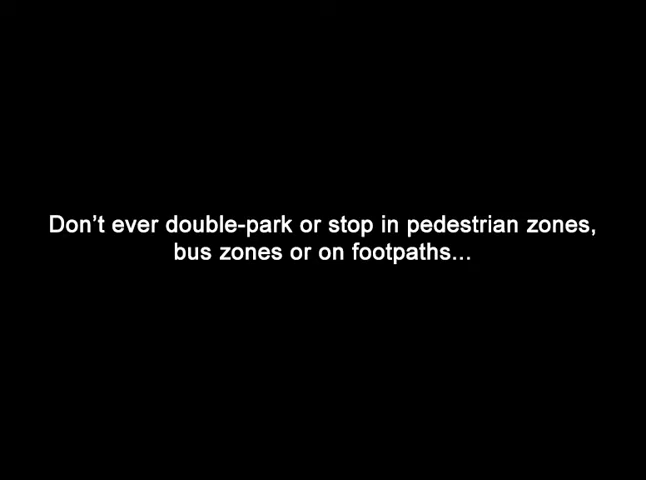 Don’t ever double-park or stop in pedestrian zones,
bus zones or on footpaths...